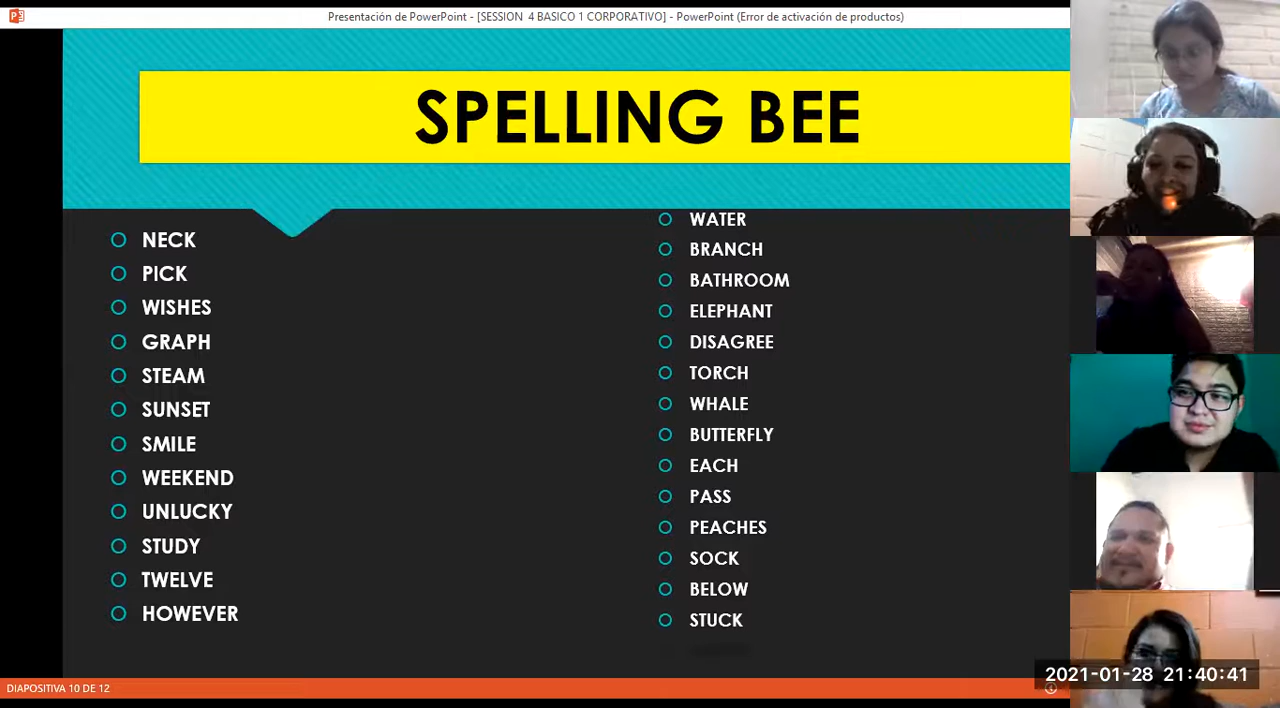 Presentación de PowerPoint - [SESSION 4 BASICO 1 CORPORATIVO] - PowerPoint (Error de activación de productos)
SPELLING BEE
NECK
PICK
WISHES
GRAPH
STEAM
SUNSET
SMILE
WEEKEND
UNLUCKY
STUDY
TWELVE
HOWEVER
WATER
BRANCH
BATHROOM
ELEPHANT
DISAGREE
TORCH
WHALE
BUTTERFLY
EACH
PASS
PEACHES
SOCK
BELOW
STUCK
DIAPOSITIVA 10 DE 12
2021-01-28 21:40:41